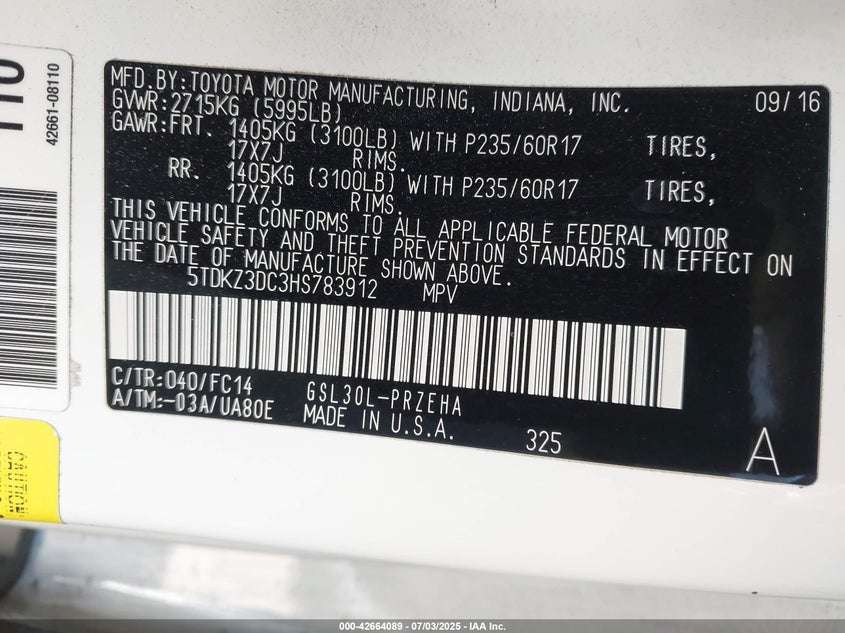 MFD.BY:TOYOTA MOTOR MANUFACTURING, INDIANA, INC. 09/16
GVWR:2715KG (5995LB)
GAWR:FRT. 1405KG (3100LB) WITH P235/60R17 TIRES,
17X7J RIMS.
RR. 1405KG (3100LB) WITH P235/60R17 TIRES,
17X7J RIMS.
THIS VEHICLE CONFORMS TO ALL APPLICABLE FEDERAL MOTOR
VEHICLE SAFETY AND THEFT PREVENTION STANDARDS IN EFFECT ON
THE DATE OF MANUFACTURE SHOWN ABOVE.
5TDKZ3DC3HS783912 MPV
C/TR:040/FC14 GSL30L-PRZEHA
A/TM:-03A/UA80E MADE IN U.S.A.
325 A
42661-08110
110
CAUTION
000-42664089 - 07/03/2025 - IAA Inc.